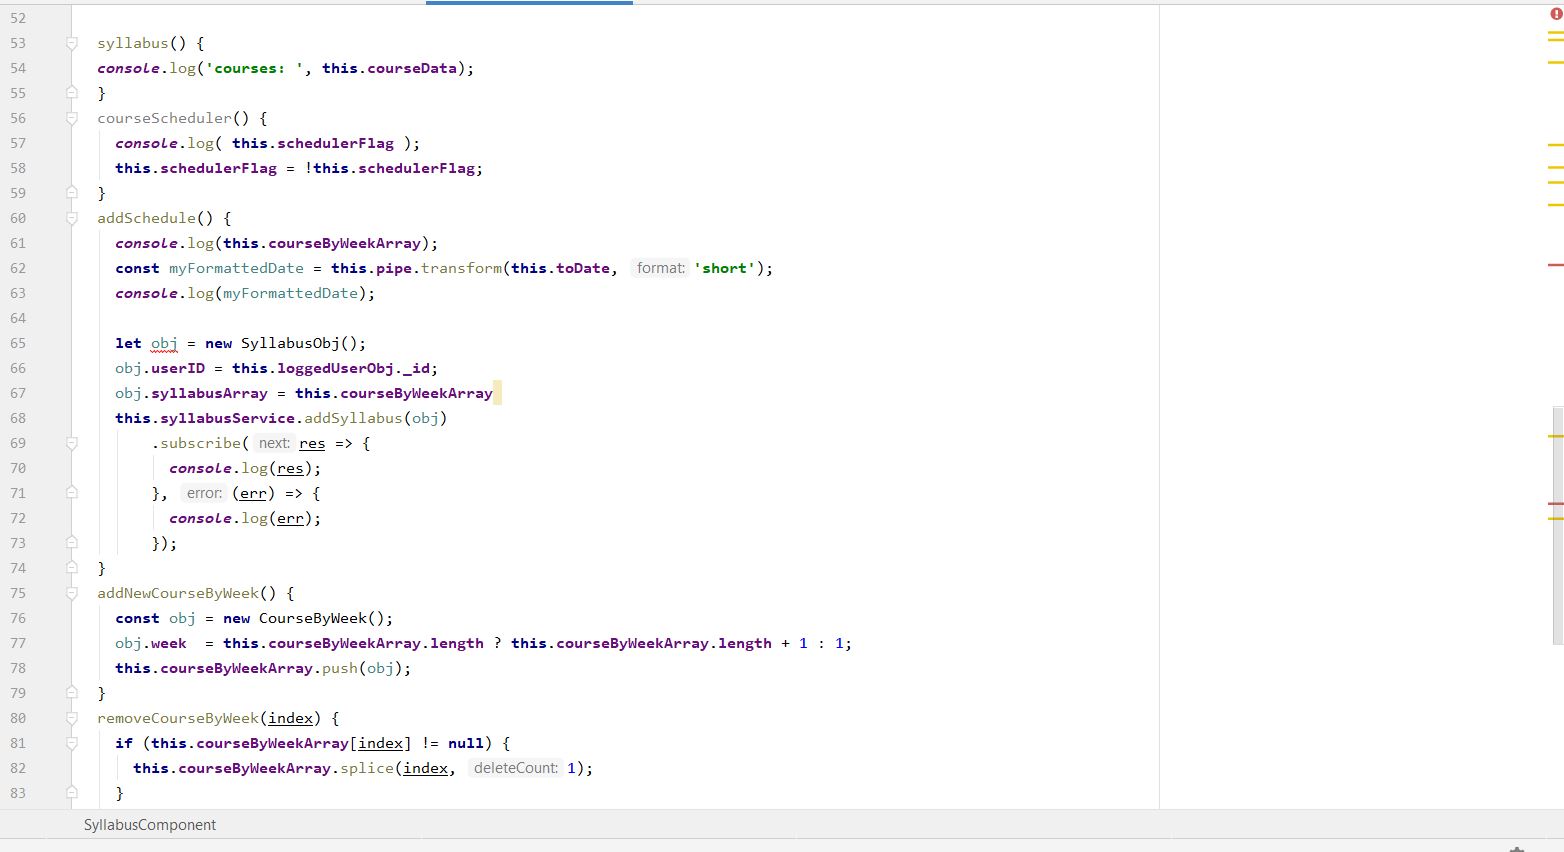 52
53 syllabus() {
54 console.log('courses: ', this.courseData);
55 }
56 courseScheduler() {
57 console.log( this.schedulerFlag );
58 this.schedulerFlag = !this.schedulerFlag;
59 }
60 addSchedule() {
61 console.log(this.courseByWeekArray);
62 const myFormattedDate = this.pipe.transform(this.toDate, format: 'short');
63 console.log(myFormattedDate);
64
65 let obj = new SyllabusObj();
66 obj.userID = this.loggedUserObj._id;
67 obj.syllabusArray = this.courseByWeekArray
68 this.syllabusService.addSyllabus(obj)
69 .subscribe( next: res => {
70 console.log(res);
71 }, error: (err) => {
72 console.log(err);
73 });
74 }
75 addNewCourseByWeek() {
76 const obj = new CourseByWeek();
77 obj.week  = this.courseByWeekArray.length ? this.courseByWeekArray.length + 1 : 1;
78 this.courseByWeekArray.push(obj);
79 }
80 removeCourseByWeek(index) {
81 if (this.courseByWeekArray[index] != null) {
82 this.courseByWeekArray.splice(index, deleteCount: 1);
83 }
SyllabusComponent